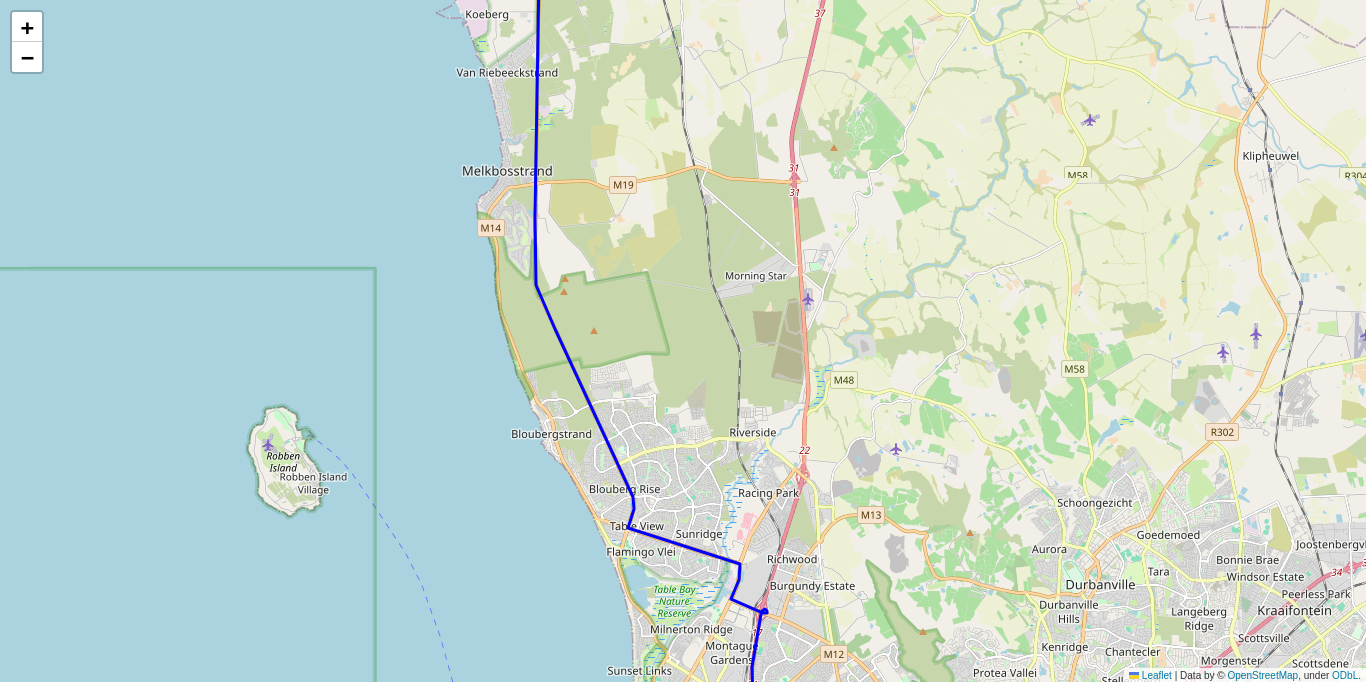 +
−
Koeberg
37
Van Riebeeckstrand
Klipheuwel
31
Melkbosstrand
M58
R304
M19
31
M14
Morning Star
M58
M48
Bloubergstrand
Riverside
R302
22
Robben
Island
Robben Island
Village
Blouberg Rise
Racing Park
Schoongezicht
M13
Table View
Sunridge
Goedemoed
Aurora
Flamingo Vlei
Richwood
Bonnie Brae
Tara
34
Durbanville
Windsor Estate
Burgundy Estate
Table Bay
Nature
Reserve
Peerless Park
Durbanville
Hills
Langeberg
Ridge
Kraaifontein
Milnerton Ridge
Montague
Gardens
Kenridge
Chantecler
Scottsville
M12
Morgenster
Scottsdene
Sunset Links
Protea Valley
Leaflet | Data by © OpenStreetMap, under ODbL.